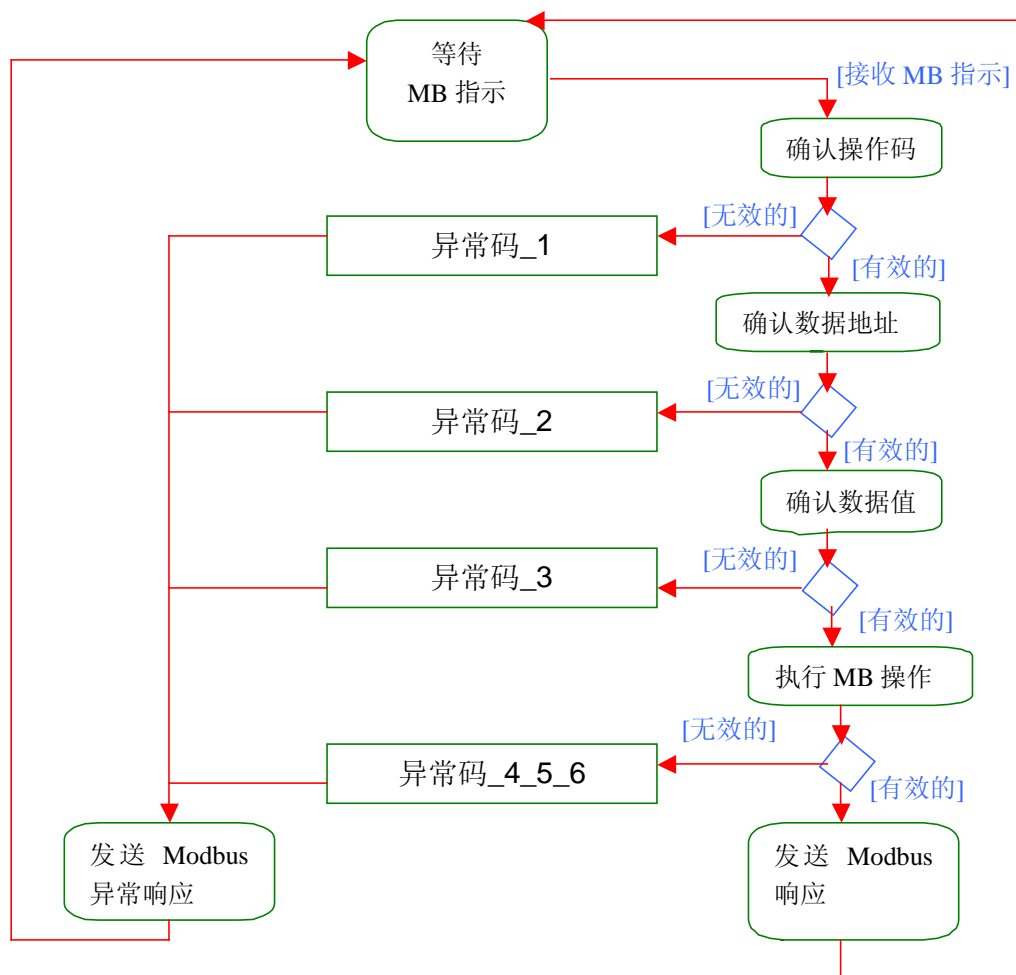 等待
MB 指示
[接收 MB 指示]
确认操作码
[无效的]
异常码_1
[有效的]
确认数据地址
[无效的]
异常码_2
[有效的]
确认数据值
[无效的]
异常码_3
[有效的]
执行 MB 操作
[无效的]
异常码_4_5_6
[有效的]
发送 Modbus
异常响应
发送 Modbus
响应